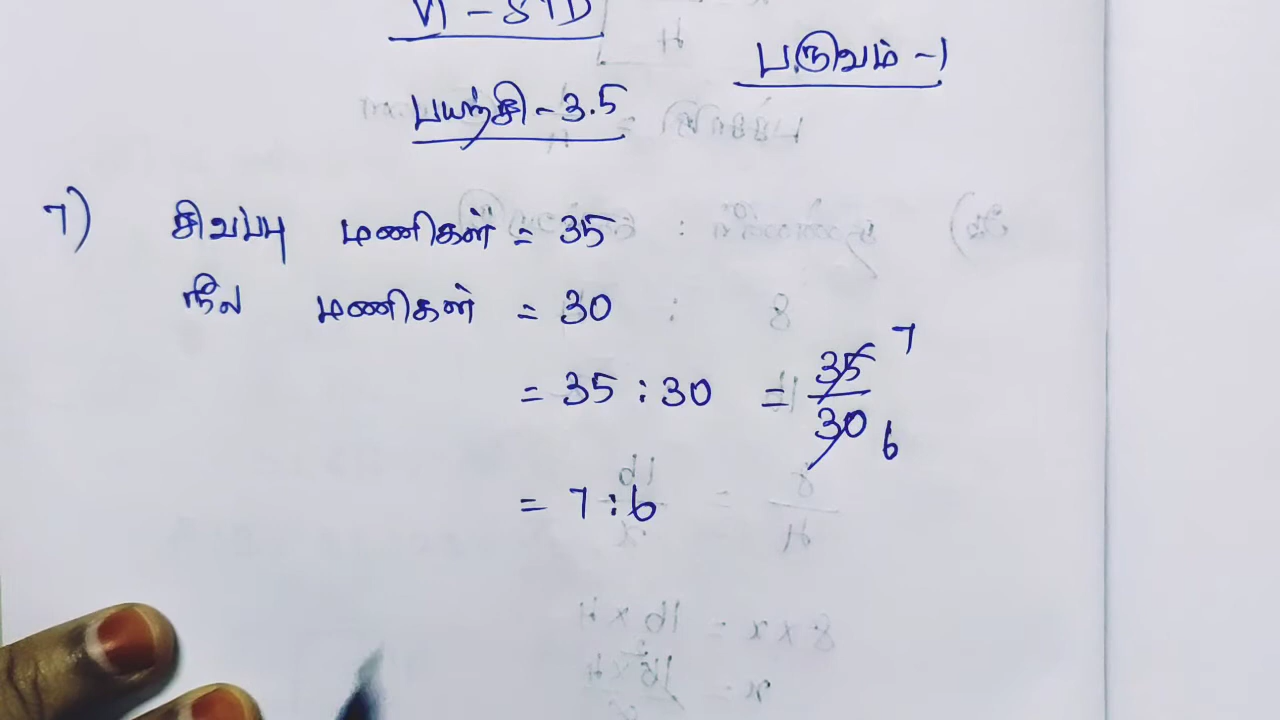 VI - STD
பருவம் - 1
பயிற்சி - 3.5
7) சிவப்பு மணிகள் = 35
நீல மணிகள் = 30
= 35 : 30 = 35/30 7 6
= 7 : 6